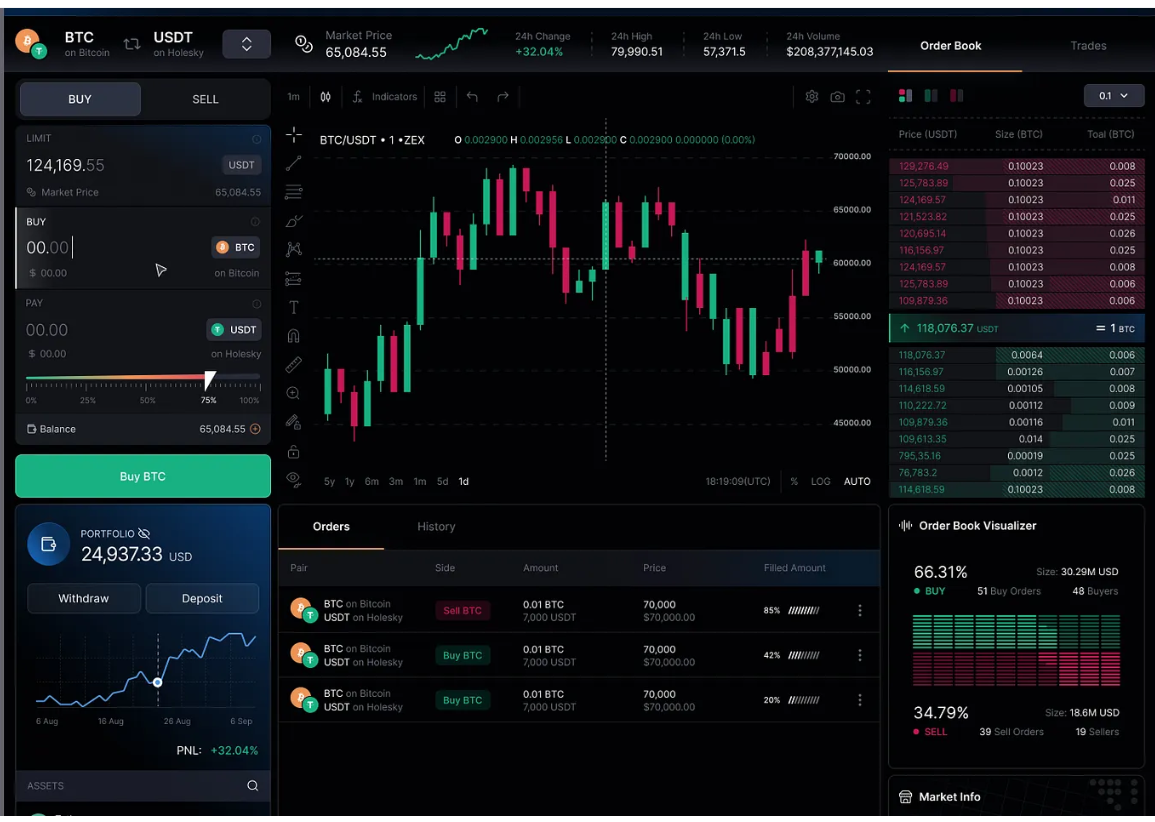 BTC
on Bitcoin
USDT
on Holesky
Market Price
65,084.55
24h Change
+32.04%
24h High
79,990.51
24h Low
57,371.5
24h Volume
$208,377,145.03
Order Book
Trades
BUY
SELL
LIMIT
124,169.55
USDT
Market Price
65,084.55
BUY
00.00
BTC
$ 00.00
on Bitcoin
PAY
00.00
USDT
$ 00.00
on Holesky
0% 25% 50% 75% 100%
Balance
65,084.55
Buy BTC
1m
Indicators
BTC/USDT • 1 •ZEX O 0.002900 H 0.002956 L 0.002900 C 0.002900 0.000000 (0.00%)
70000.00
65000.00
60000.00
55000.00
50000.00
45000.00
5y 1y 6m 3m 1m 5d 1d
18:19:09(UTC) % LOG AUTO
0.1
Price (USDT) Size (BTC) Toal (BTC)
129,276.49 0.10023 0.008
125,783.89 0.10023 0.025
124,169.57 0.10023 0.011
121,523.82 0.10023 0.025
120,695.14 0.10023 0.026
116,156.97 0.10023 0.025
124,169.57 0.10023 0.008
125,783.89 0.10023 0.006
109,879.36 0.10023 0.006
118,076.37 USDT = 1 BTC
118,076.37 0.0064 0.006
116,156.97 0.00126 0.007
114,618.59 0.00105 0.008
110,222.72 0.00112 0.009
109,879.36 0.00116 0.011
109,613.35 0.014 0.025
795,35.16 0.00019 0.025
76,783.2 0.0012 0.026
114,618.59 0.10023 0.008
PORTFOLIO
24,937.33 USD
Withdraw
Deposit
6 Aug 16 Aug 26 Aug 6 Sep
PNL: +32.04%
ASSETS
Orders
History
Pair Side Amount Price Filled Amount
BTC on Bitcoin
USDT on Holesky
Sell BTC
0.01 BTC
7,000 USDT
70,000
$70,000.00
85%
BTC on Bitcoin
USDT on Holesky
Buy BTC
0.01 BTC
7,000 USDT
70,000
$70,000.00
42%
BTC on Bitcoin
USDT on Holesky
Buy BTC
0.01 BTC
7,000 USDT
70,000
$70,000.00
20%
Order Book Visualizer
66.31%
Size: 30.29M USD
BUY
51 Buy Orders
48 Buyers
34.79%
Size: 18.6M USD
SELL
39 Sell Orders
19 Sellers
Market Info